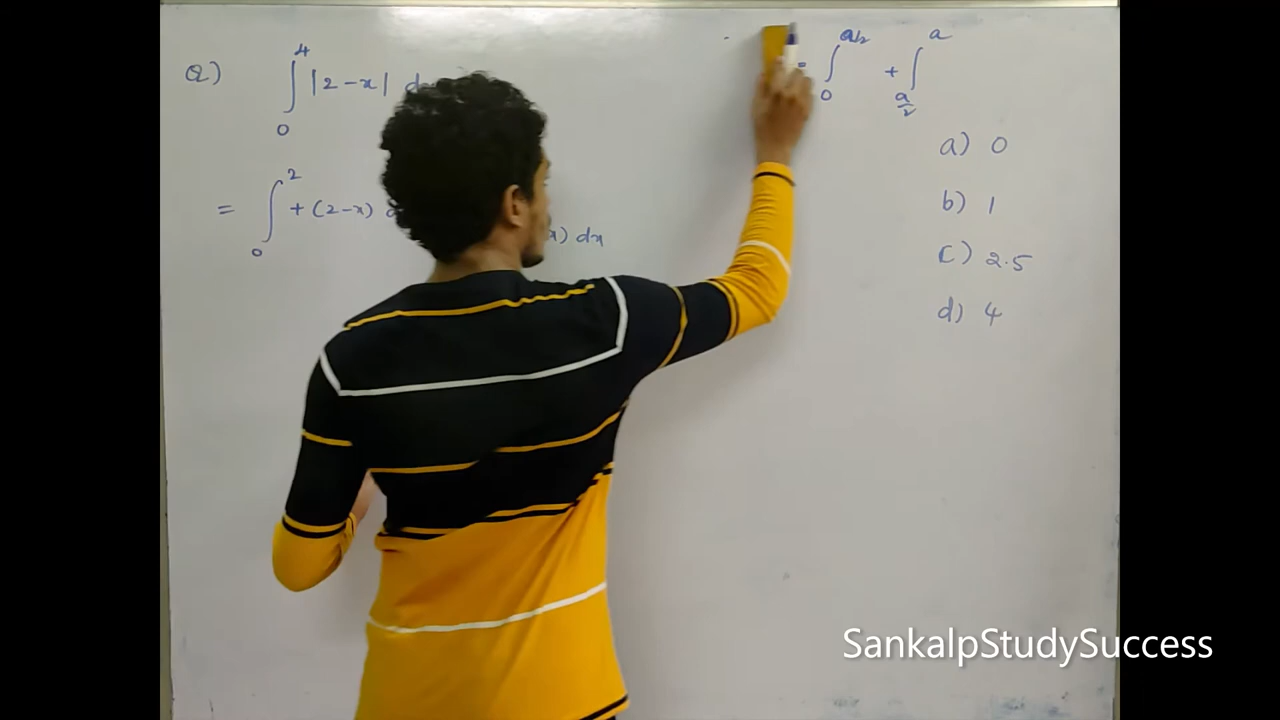 Q) ∫₀⁴ |2-x| d
= ∫₀² +(2-x) d x) dx
= ∫₀^{a/2} + ∫_{a/2}^{a}
a) 0
b) 1
c) 2.5
d) 4
SankalpStudySuccess